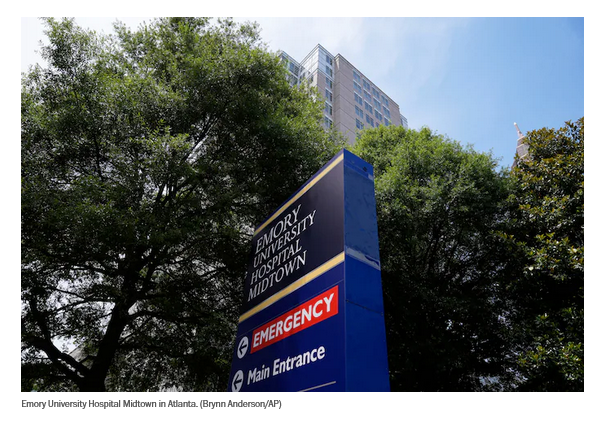 EMORY
UNIVERSITY
HOSPITAL
MIDTOWN
EMERGENCY
Main Entrance
Emory University Hospital Midtown in Atlanta. (Brynn Anderson/AP)